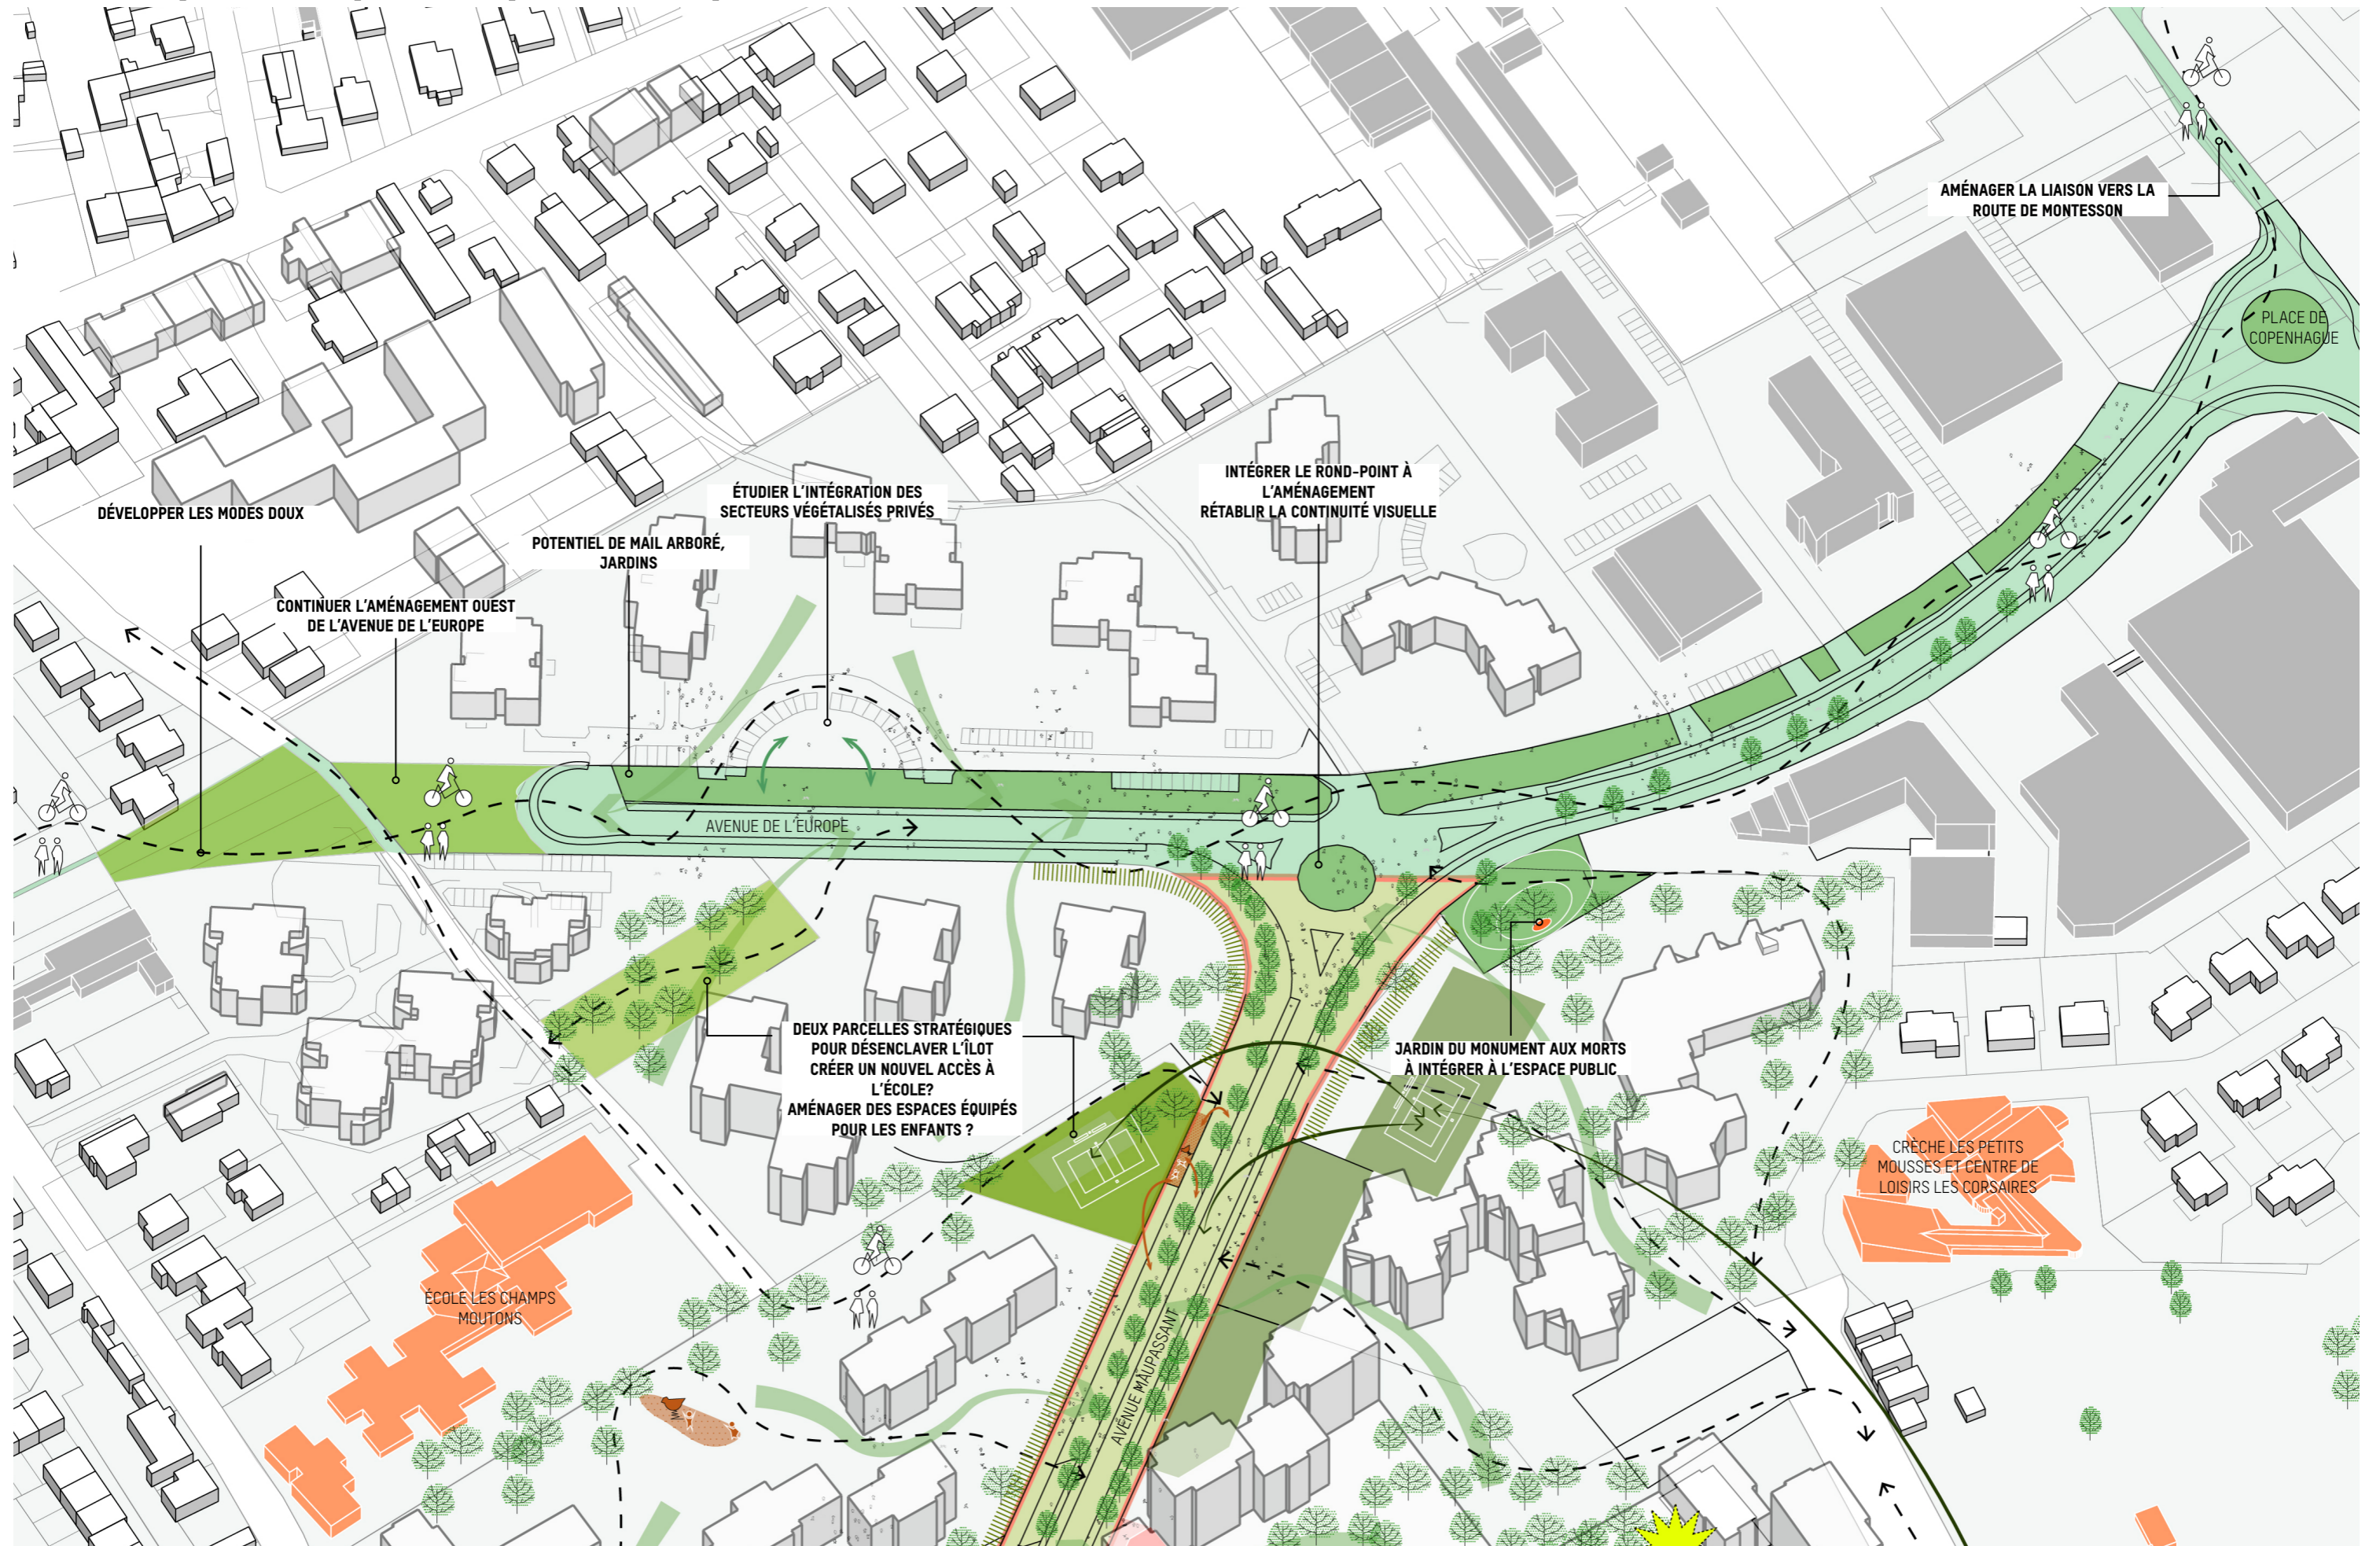 AMÉNAGER LA LIAISON VERS LA
ROUTE DE MONTESSON
PLACE DE
COPENHAGUE
INTÉGRER LE ROND-POINT À
L'AMÉNAGEMENT
RÉTABLIR LA CONTINUITÉ VISUELLE
ÉTUDIER L'INTÉGRATION DES
SECTEURS VÉGÉTALISÉS PRIVÉS
DÉVELOPPER LES MODES DOUX
POTENTIEL DE MAIL ARBORÉ,
JARDINS
CONTINUER L'AMÉNAGEMENT OUEST
DE L'AVENUE DE L'EUROPE
AVENUE DE L'EUROPE
DEUX PARCELLES STRATÉGIQUES
POUR DÉSENCLAVER L'ÎLOT
CRÉER UN NOUVEL ACCÈS À
L'ÉCOLE?
AMÉNAGER DES ESPACES ÉQUIPÉS
POUR LES ENFANTS ?
JARDIN DU MONUMENT AUX MORTS
À INTÉGRER À L'ESPACE PUBLIC
CRÈCHE LES PETITS
MOUSSES ET CENTRE DE
LOISIRS LES CORSAIRES
ÉCOLE LES CHAMPS
MOUTONS
AVENUE MAUPASSANT